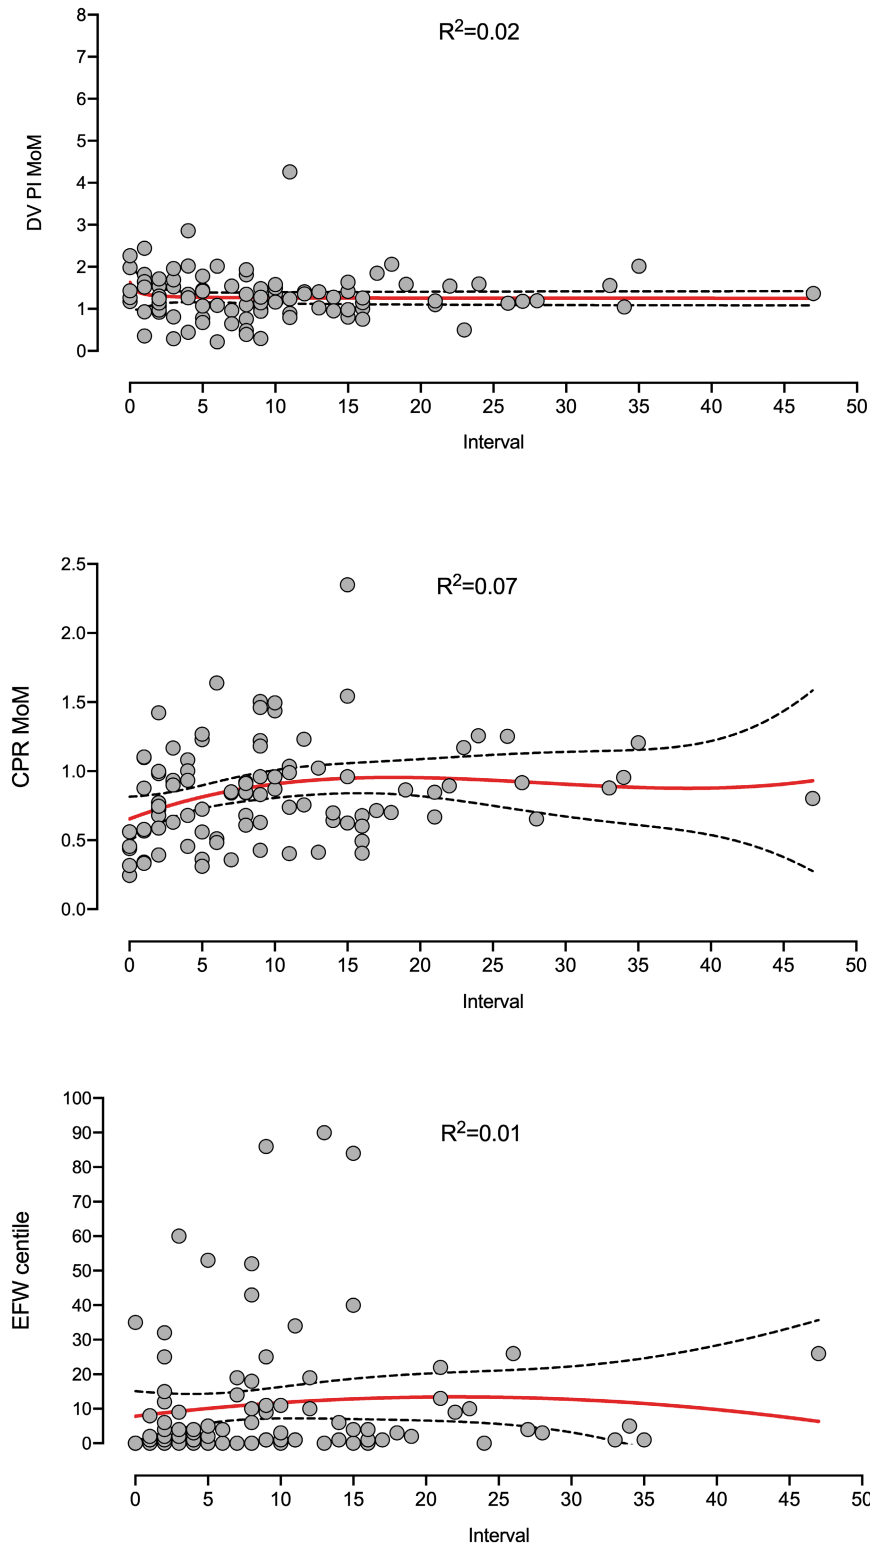 R²=0.02
DV PI MoM
8
7
6
5
4
3
2
1
0
0 5 10 15 20 25 30 35 40 45 50
Interval
R²=0.07
CPR MoM
2.5
2.0
1.5
1.0
0.5
0.0
0 5 10 15 20 25 30 35 40 45 50
Interval
R²=0.01
EFW centile
100
90
80
70
60
50
40
30
20
10
0
0 5 10 15 20 25 30 35 40 45 50
Interval